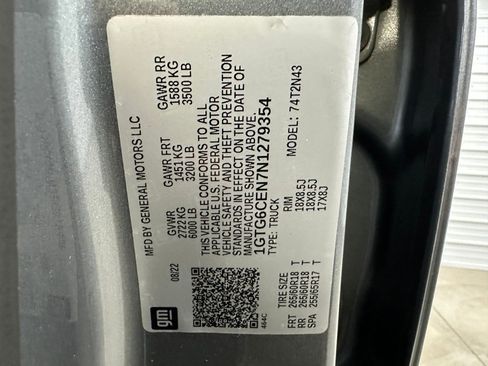 MFD BY GENERAL MOTORS LLC
08/22
GVWR
2722 KG
6000 LB
GAWR FRT
1451 KG
3200 LB
GAWR RR
1588 KG
3500 LB
THIS VEHICLE CONFORMS TO ALL
APPLICABLE U.S. FEDERAL MOTOR
VEHICLE SAFETY AND THEFT PREVENTION
STANDARDS IN EFFECT ON THE DATE OF
MANUFACTURE SHOWN ABOVE.
1GTG6CEN7N1279354
TYPE: TRUCK
MODEL: 74T2N43
TIRE SIZE RIM
FRT 265/60R18 T 18X8.5J
RR 265/60R18 T 18X8.5J
SPA 255/65R17 T 17X8J
gm
464C